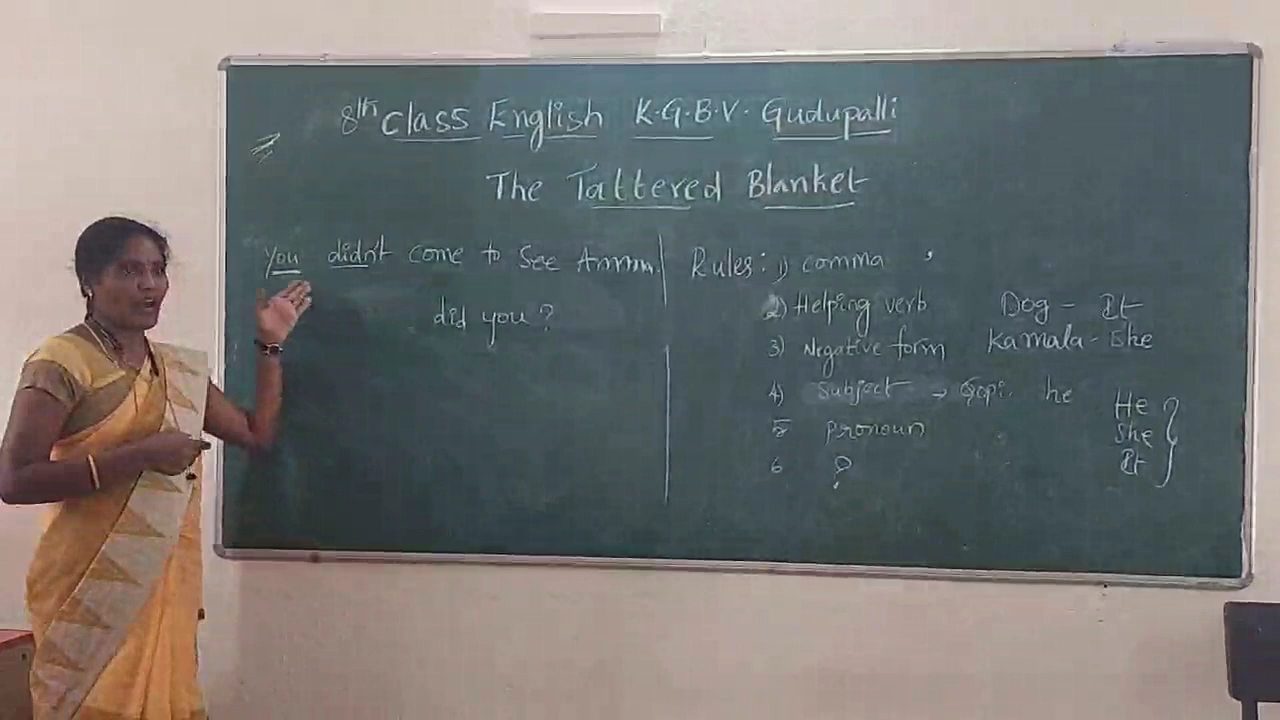 8th class English K.G.B.V. Gudupalli
The Tattered Blanket
You didn't come to see Amma.
did you?
Rules: 1) comma ,
2) Helping verb
3) Negative form
4) Subject → Gopi. he
5 pronoun
6 ?
Dog - It
Kamala - She
He
She
It